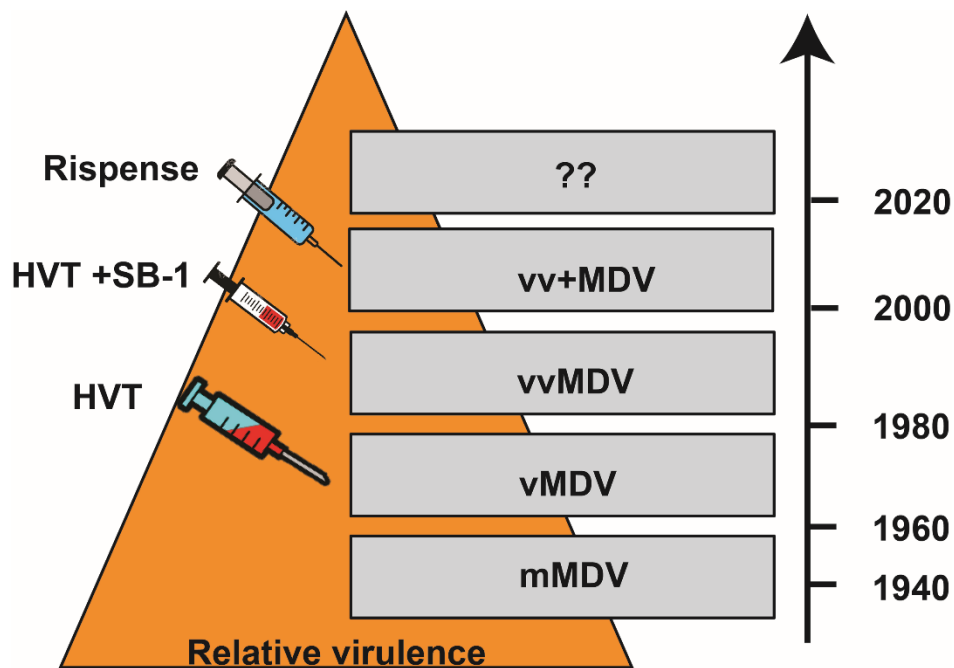 Rispense
??
2020
HVT +SB-1
vv+MDV
2000
HVT
vvMDV
1980
vMDV
1960
mMDV
1940
Relative virulence